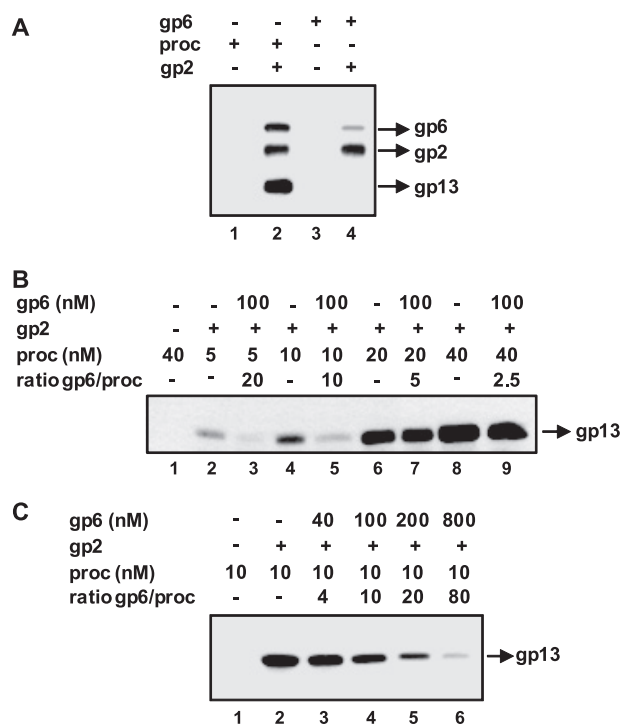 A
gp6 - - + +
proc + + - -
gp2 - + - +
gp6
gp2
gp13
1 2 3 4
B
gp6 (nM) - - 100 - 100 - 100 - 100
gp2 - + + + + + + + +
proc (nM) 40 5 5 10 10 20 20 40 40
ratio gp6/proc - - 20 - 10 - 5 - 2.5
gp13
1 2 3 4 5 6 7 8 9
C
gp6 (nM) - - 40 100 200 800
gp2 - + + + + +
proc (nM) 10 10 10 10 10 10
ratio gp6/proc - - 4 10 20 80
gp13
1 2 3 4 5 6